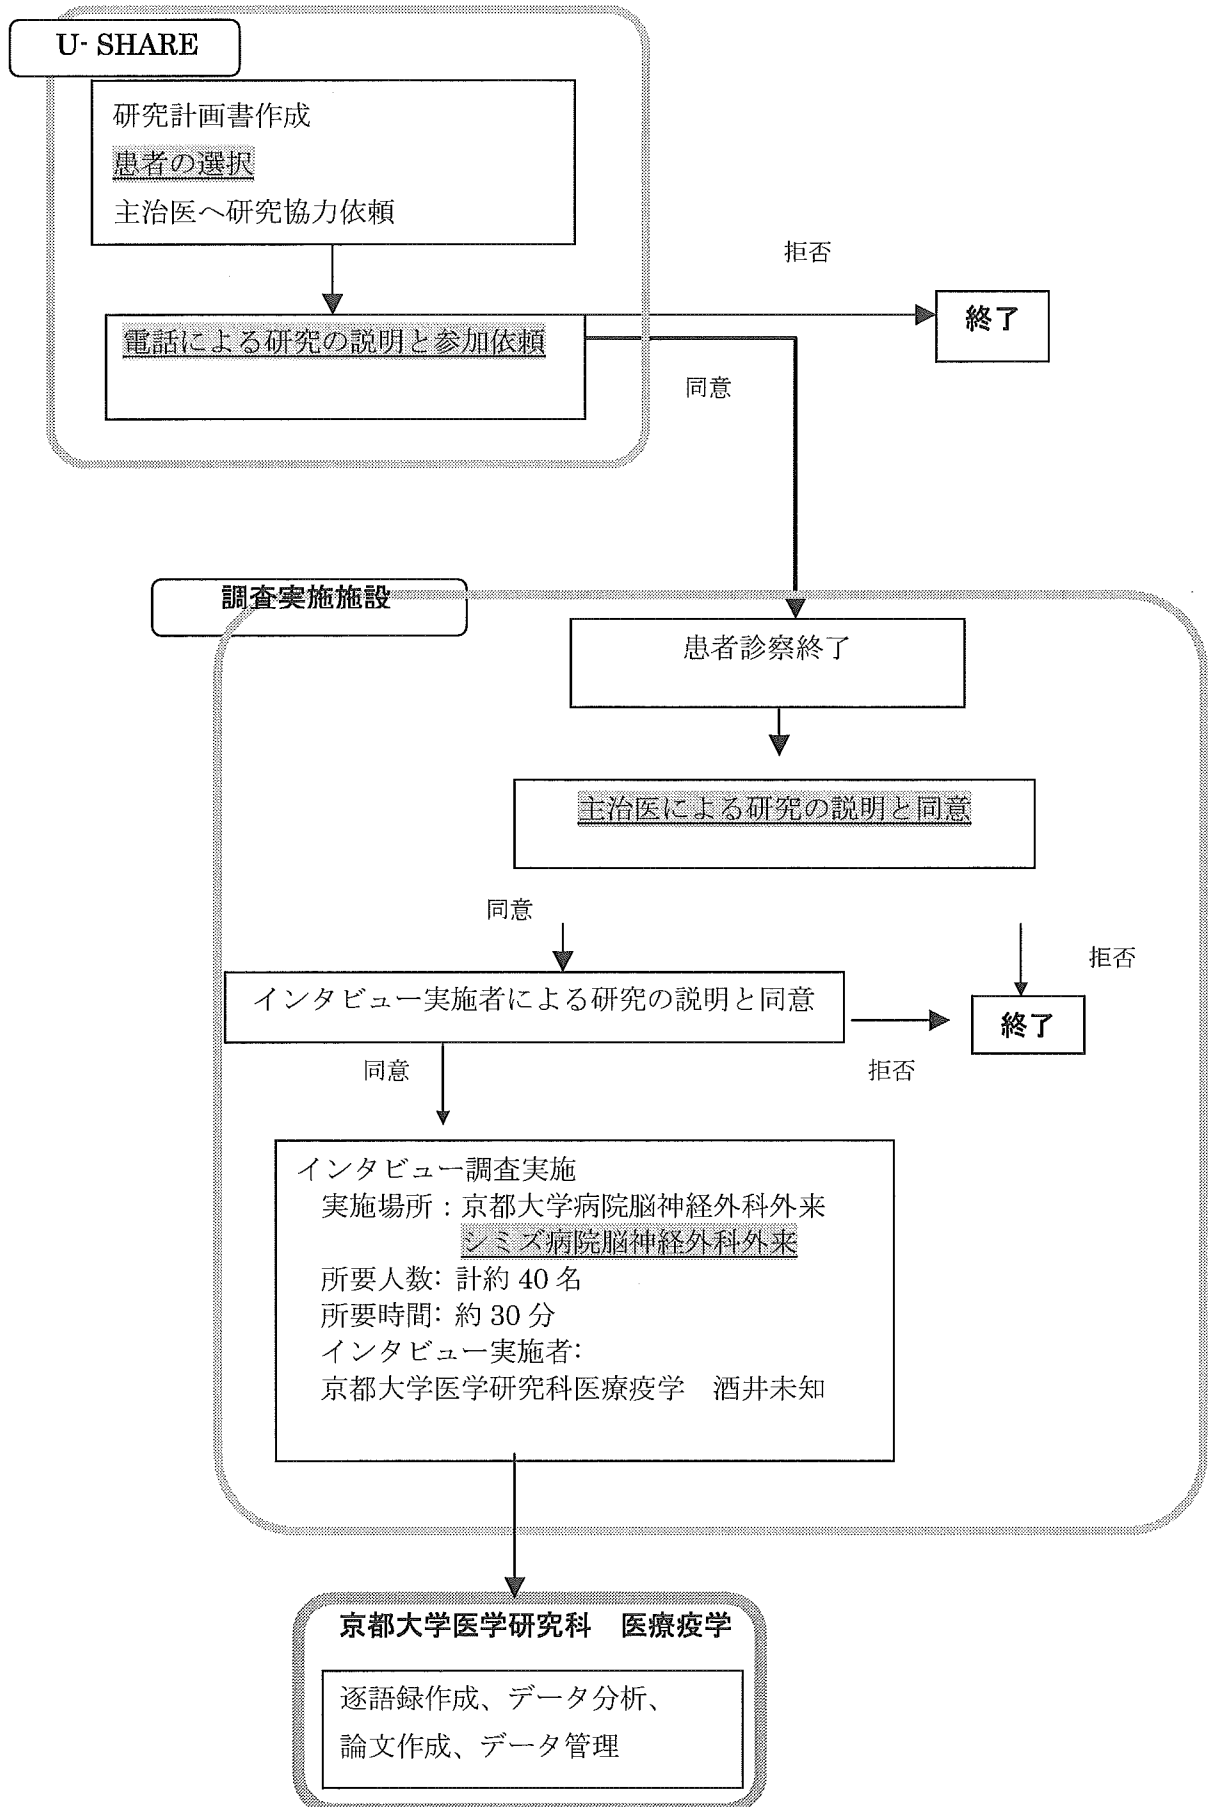 U- SHARE
研究計画書作成
患者の選択
主治医へ研究協力依頼
拒否
電話による研究の説明と参加依頼
終了
同意
調査実施施設
患者診察終了
主治医による研究の説明と同意
同意
拒否
インタビュー実施者による研究の説明と同意
終了
同意
拒否
インタビュー調査実施
実施場所：京都大学病院脳神経外科外来
シミズ病院脳神経外科外来
所要人数: 計約 40 名
所要時間: 約 30 分
インタビュー実施者:
京都大学医学研究科医療疫学　酒井未知
京都大学医学研究科　医療疫学
逐語録作成、データ分析、
論文作成、データ管理